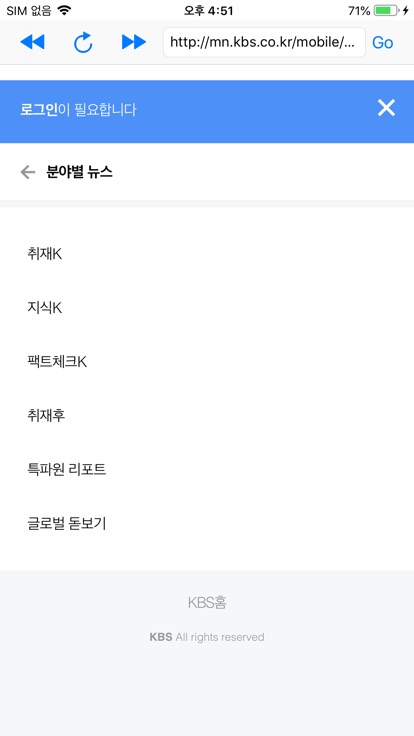 SIM 없음 오후 4:51 71%
http://mn.kbs.co.kr/mobile/... Go
로그인이 필요합니다
분야별 뉴스
취재K
지식K
팩트체크K
취재후
특파원 리포트
글로벌 돋보기
KBS홈
KBS All rights reserved